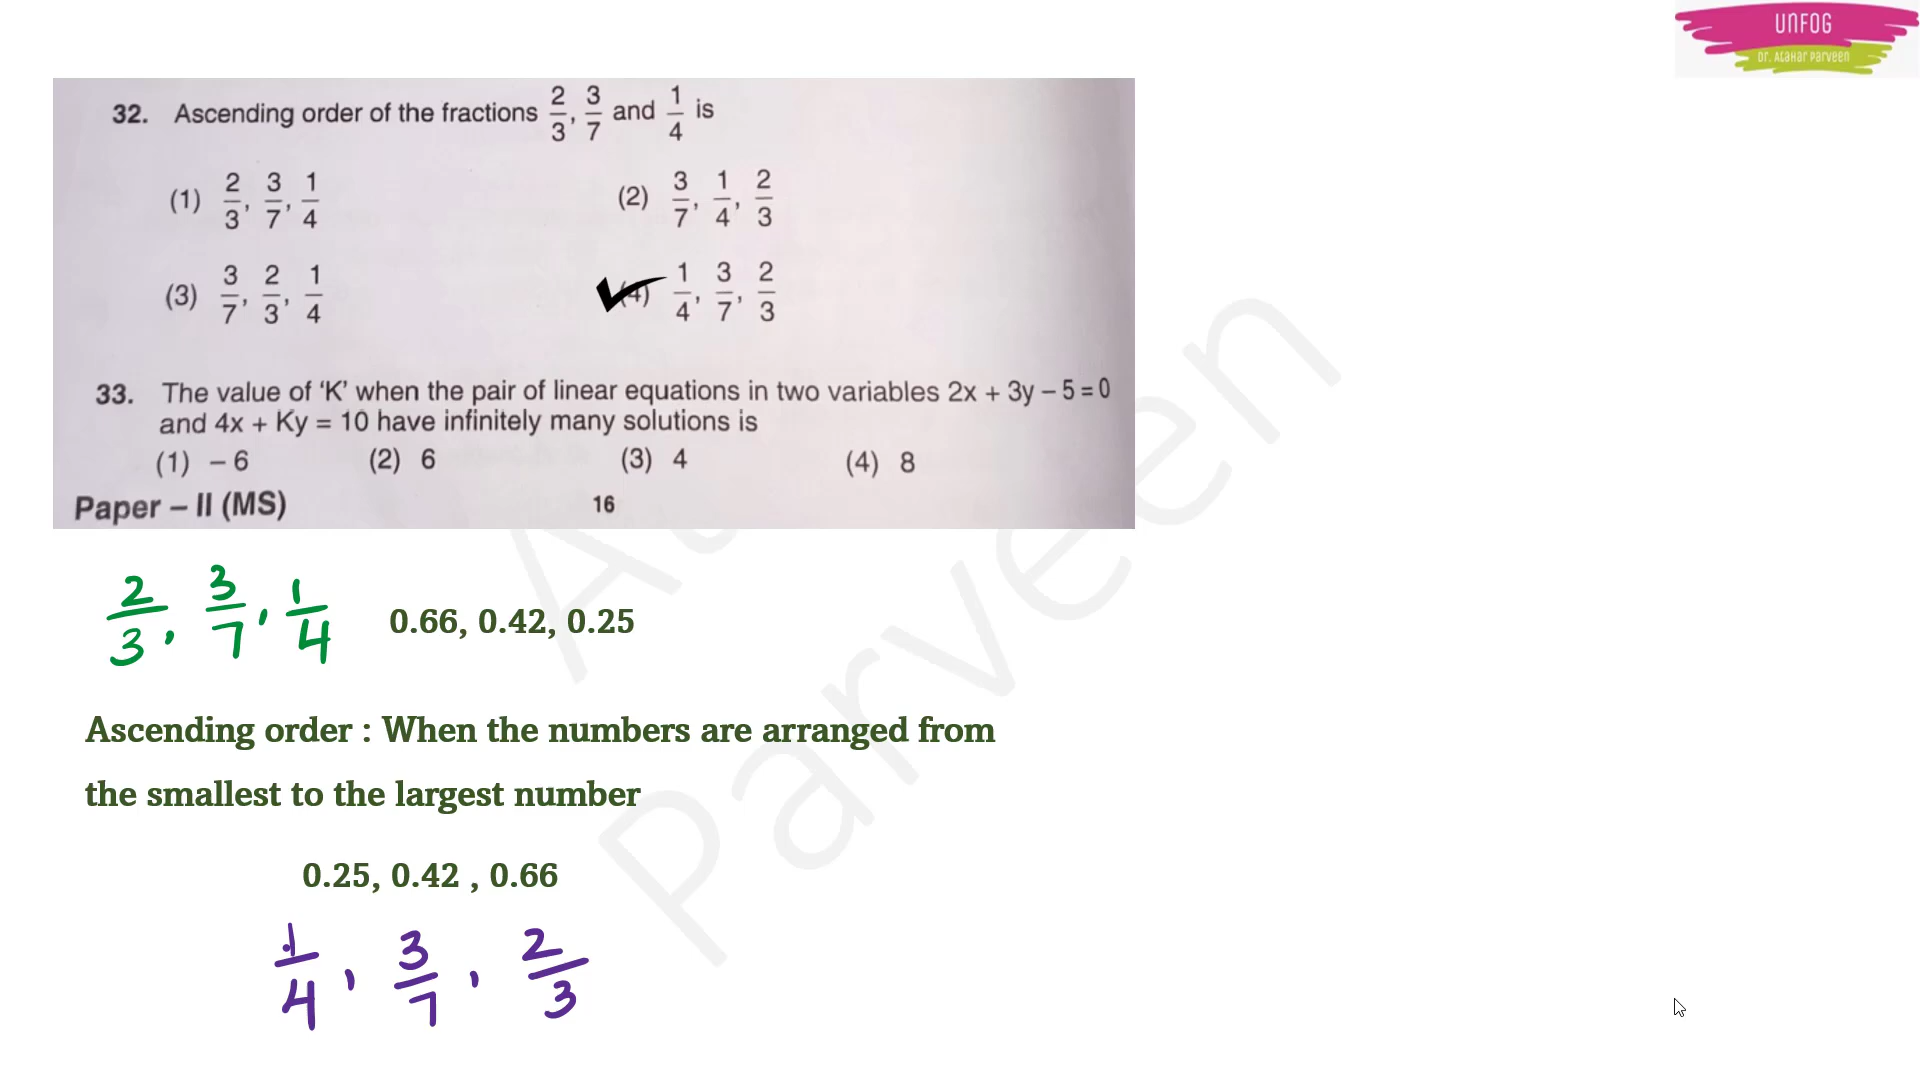 UNFOG
Dr. Atahar Parveen
32. Ascending order of the fractions 2/3, 3/7 and 1/4 is
(1) 2/3, 3/7, 1/4 (2) 3/7, 1/4, 2/3
(3) 3/7, 2/3, 1/4 (4) 1/4, 3/7, 2/3
33. The value of ‘K’ when the pair of linear equations in two variables 2x + 3y – 5 = 0
and 4x + Ky = 10 have infinitely many solutions is
(1) – 6 (2) 6 (3) 4 (4) 8
Paper – II (MS) 16
2/3, 3/7, 1/4 0.66, 0.42, 0.25
Ascending order : When the numbers are arranged from
the smallest to the largest number
0.25, 0.42 , 0.66
1/4, 3/7, 2/3
Parveen